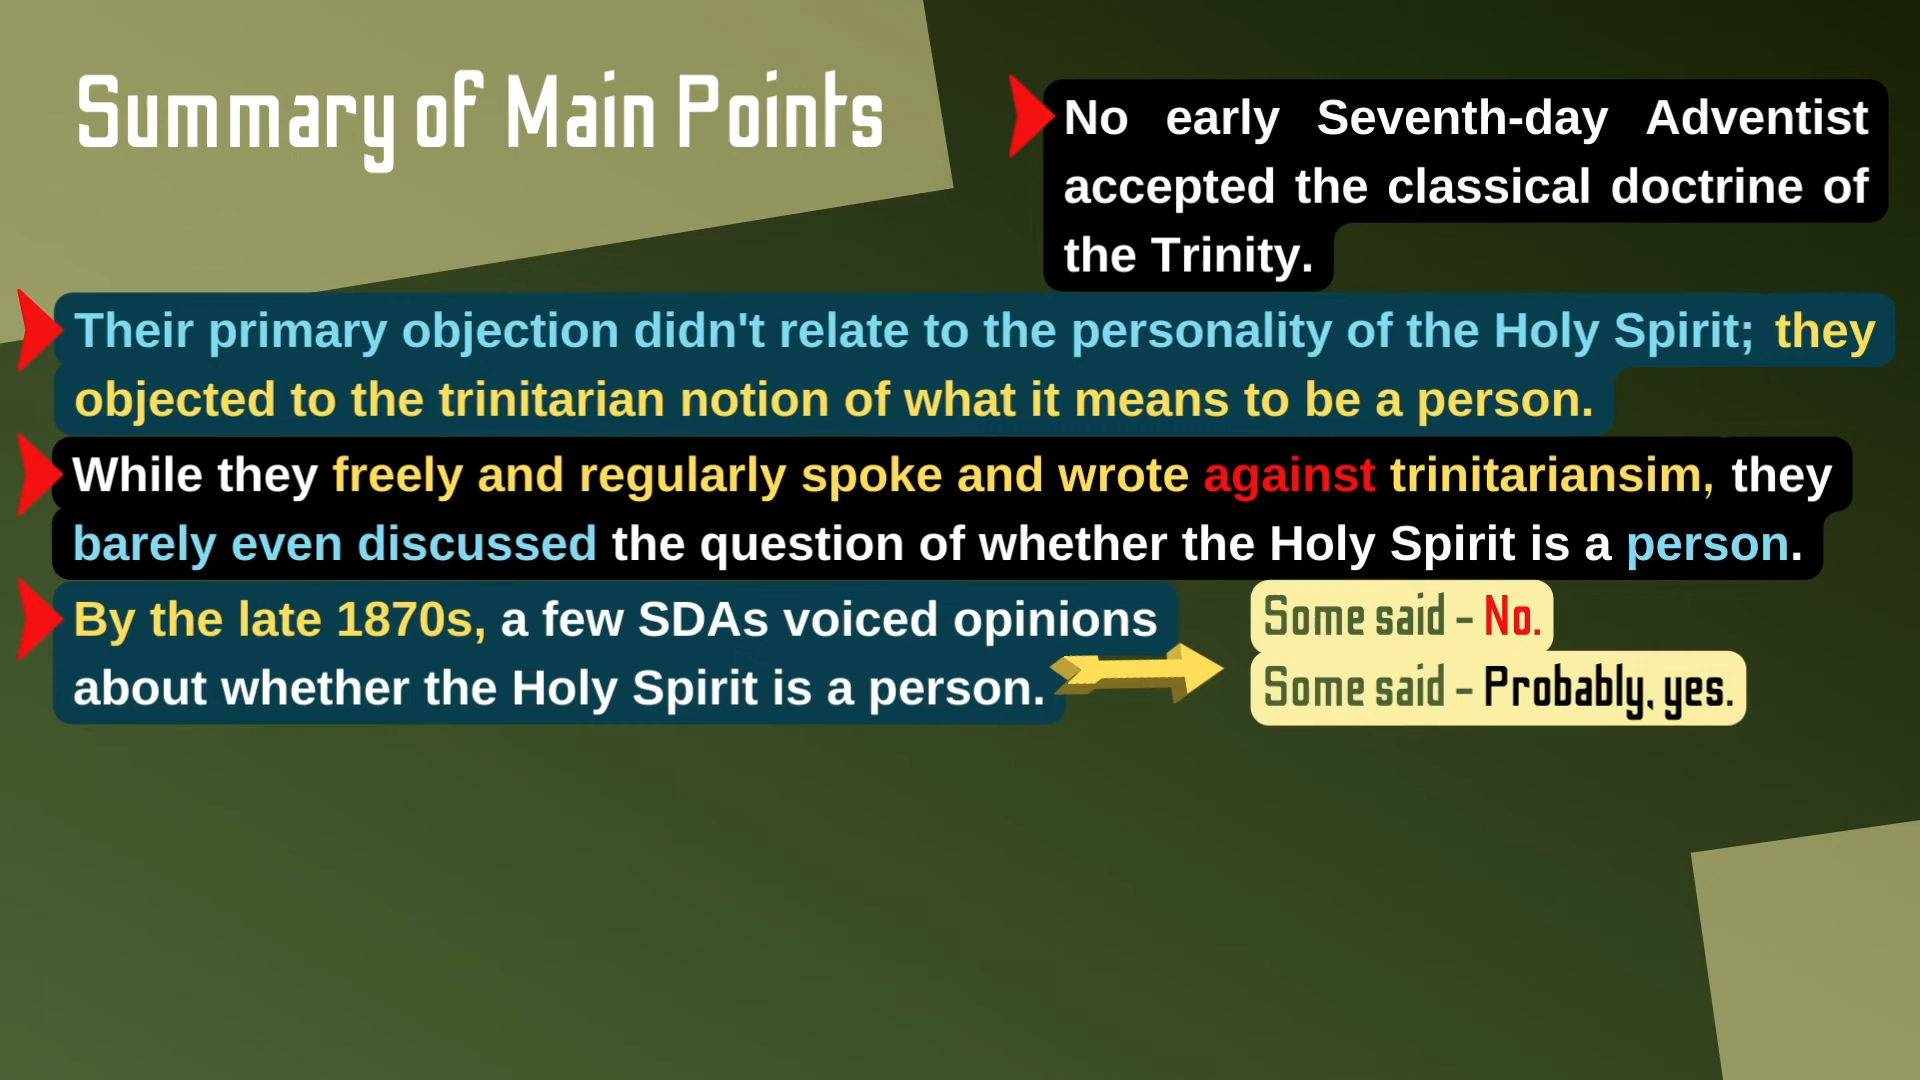 Summary of Main Points
No early Seventh-day Adventist
accepted the classical doctrine of
the Trinity.
Their primary objection didn't relate to the personality of the Holy Spirit; they
objected to the trinitarian notion of what it means to be a person.
While they freely and regularly spoke and wrote against trinitariansim, they
barely even discussed the question of whether the Holy Spirit is a person.
By the late 1870s, a few SDAs voiced opinions
about whether the Holy Spirit is a person.
Some said - No.
Some said - Probably, yes.